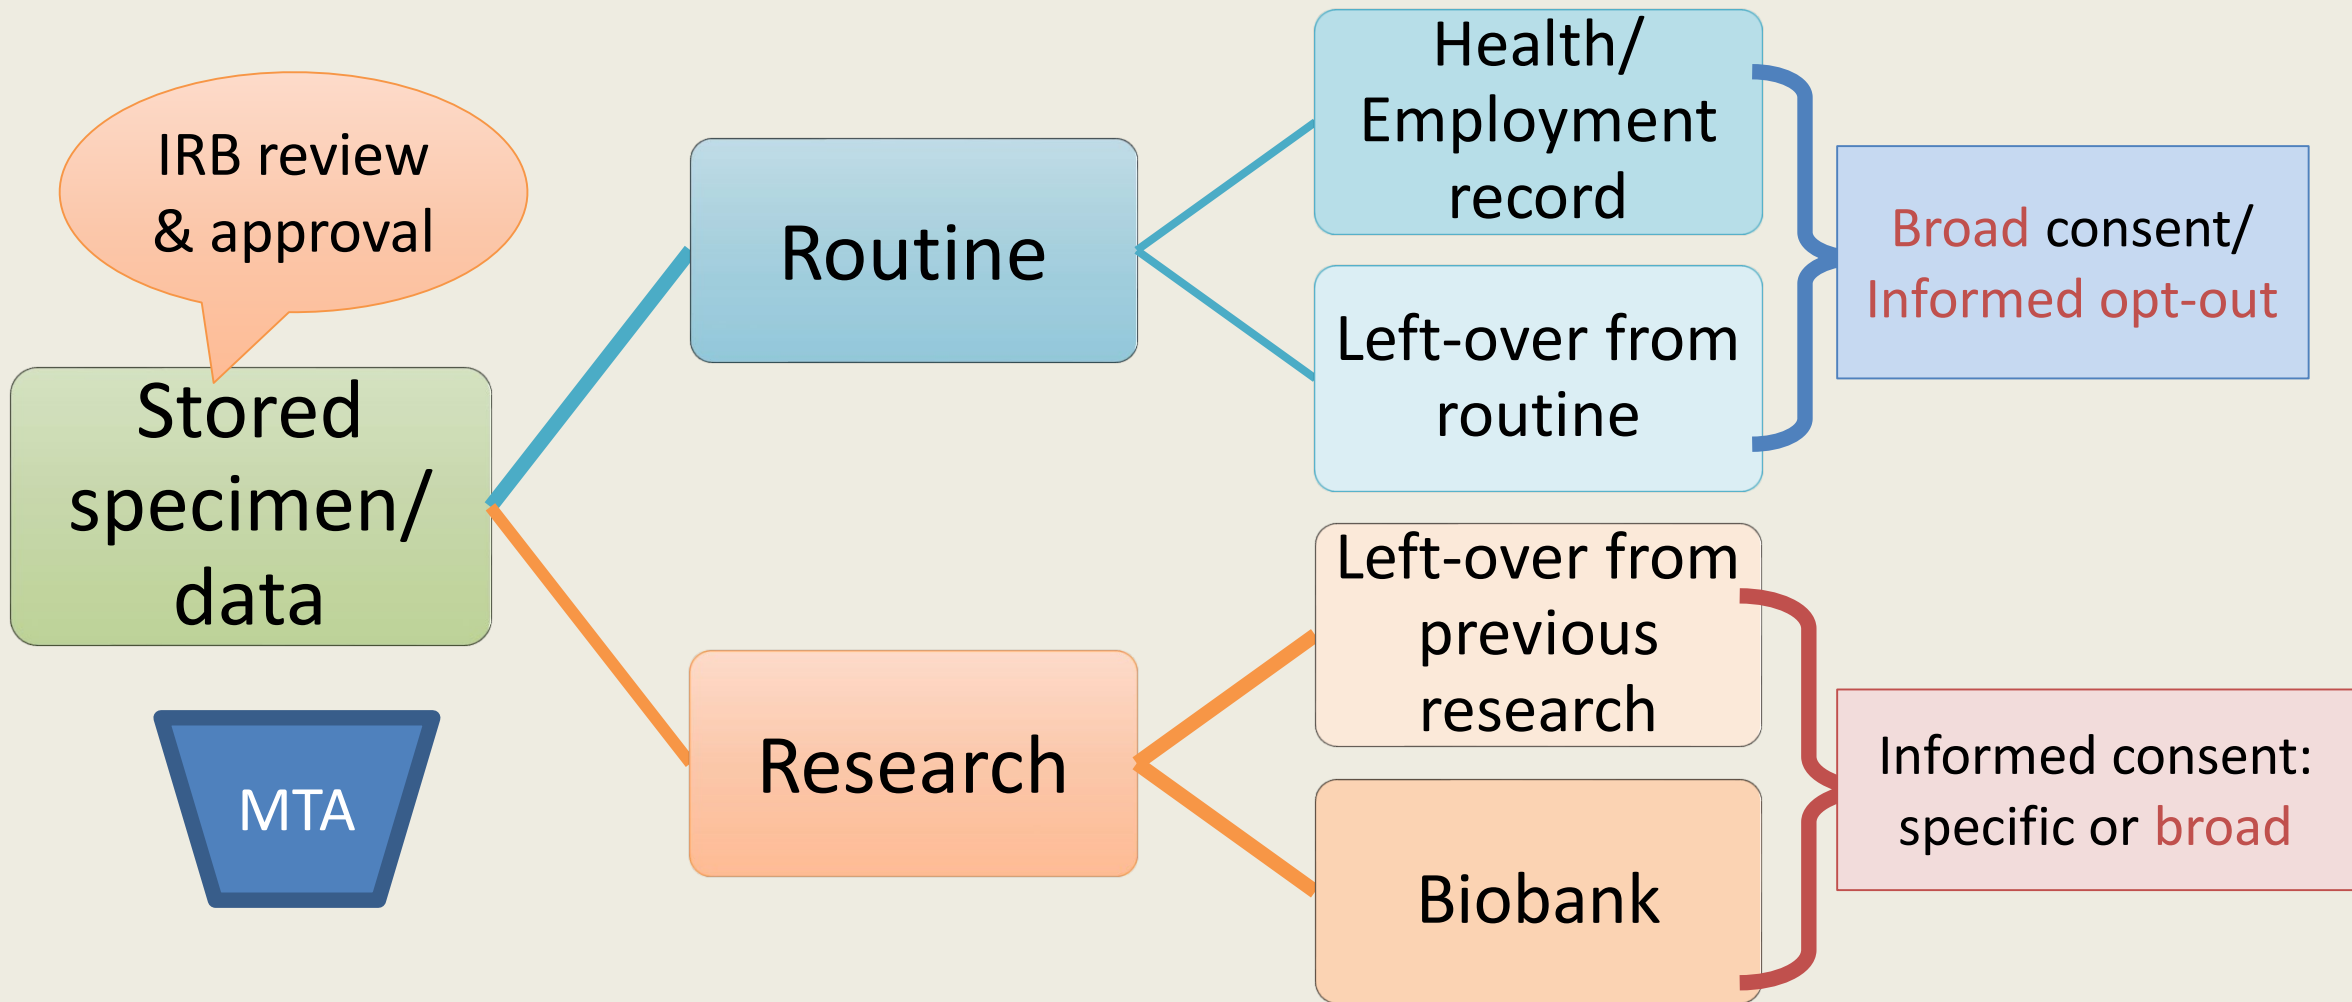 IRB review
& approval
Stored
specimen/
data
MTA
Routine
Research
Health/
Employment
record
Left-over from
routine
Left-over from
previous
research
Biobank
Broad consent/
Informed opt-out
Informed consent:
specific or broad